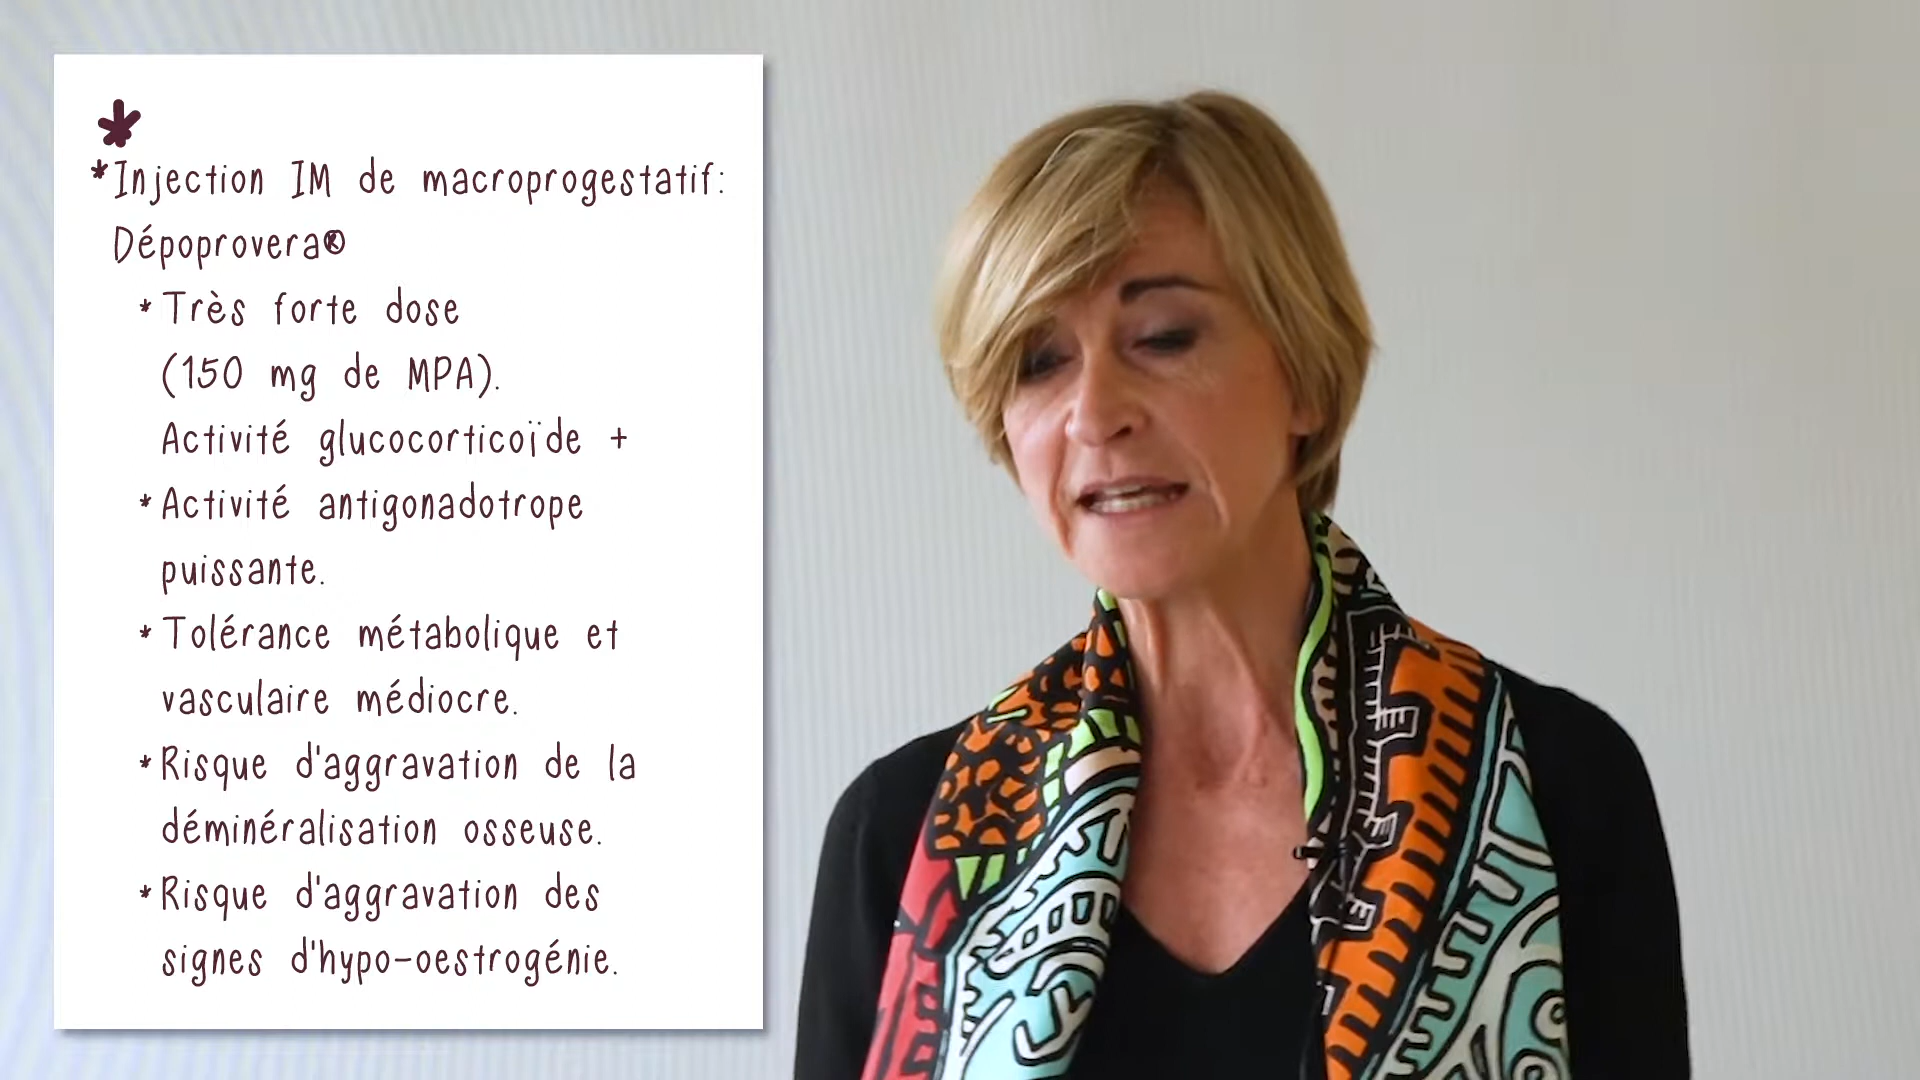 *Injection IM de macroprogestatif:
Dépoprovera®
*Très forte dose
(150 mg de MPA).
Activité glucocorticoïde +
*Activité antigonadotrope
puissante.
*Tolérance métabolique et
vasculaire médiocre.
*Risque d'aggravation de la
déminéralisation osseuse.
*Risque d'aggravation des
signes d'hypo-oestrogénie.